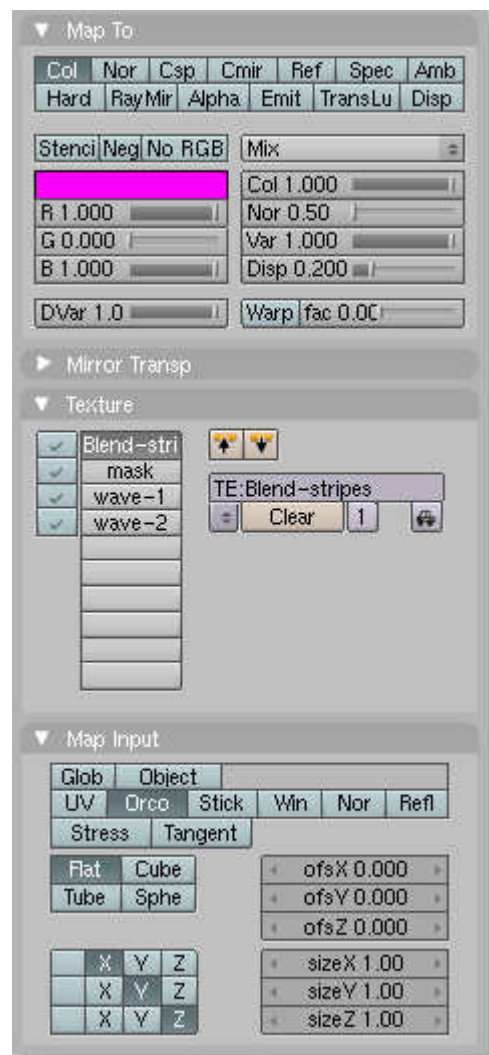 Map To
Col Nor Csp Cmir Ref Spec Amb
Hard RayMir Alpha Emit TransLu Disp
Stenci Neg No RGB Mix
Col 1.000
R 1.000 Nor 0.50
G 0.000 Var 1.000
B 1.000 Disp 0.200
DVar 1.0 Warp fac 0.00
Mirror Transp
Texture
Blend-stri
mask
wave-1 TE:Blend-stripes
wave-2 Clear 1
Map Input
Glob Object
UV Orco Stick Win Nor Refl
Stress Tangent
Flat Cube ofsX 0.000
Tube Sphe ofsY 0.000
ofsZ 0.000
X Y Z sizeX 1.00
X Y Z sizeY 1.00
X Y Z sizeZ 1.00